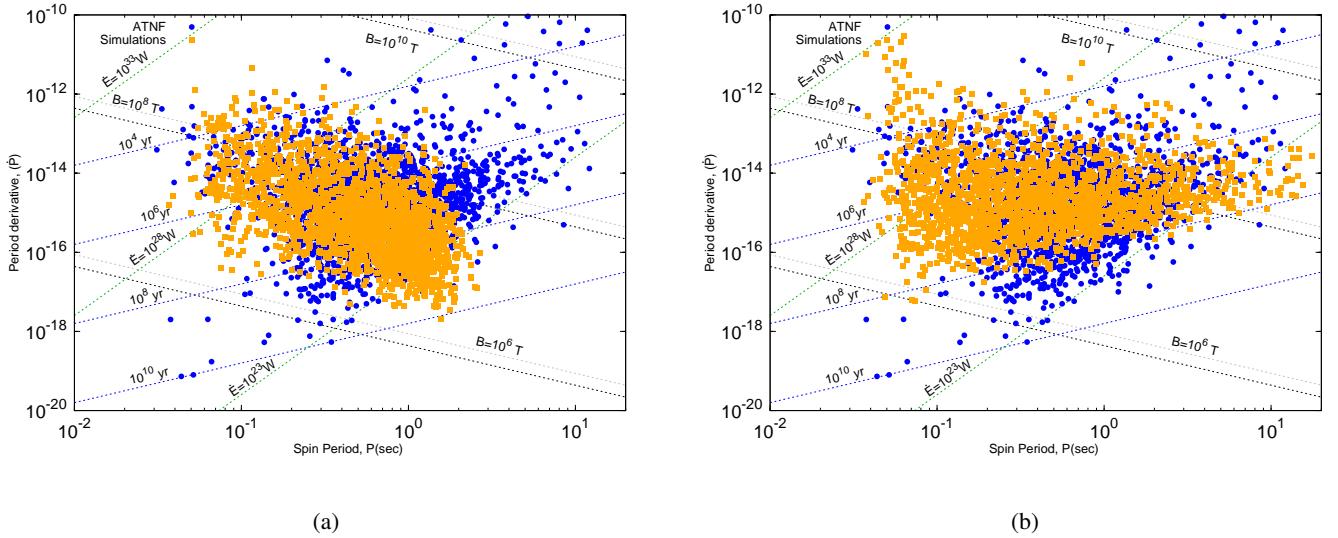 10^-10
10^-12
10^-14
10^-16
10^-18
10^-20
Period derivative, (Ṗ)
ATNF
Simulations
Ė=10^33W
B=10^10 T
B=10^8 T
10^4 yr
10^6 yr
Ė=10^28W
10^8 yr
B=10^6 T
10^10 yr
Ė=10^23W
10^-2
10^-1
10^0
10^1
Spin Period, P(sec)
(a)
10^-10
10^-12
10^-14
10^-16
10^-18
10^-20
Period derivative, (Ṗ)
ATNF
Simulations
Ė=10^33W
B=10^10 T
B=10^8 T
10^4 yr
10^6 yr
Ė=10^28W
10^8 yr
B=10^6 T
10^10 yr
Ė=10^23W
10^-2
10^-1
10^0
10^1
Spin Period, P(sec)
(b)